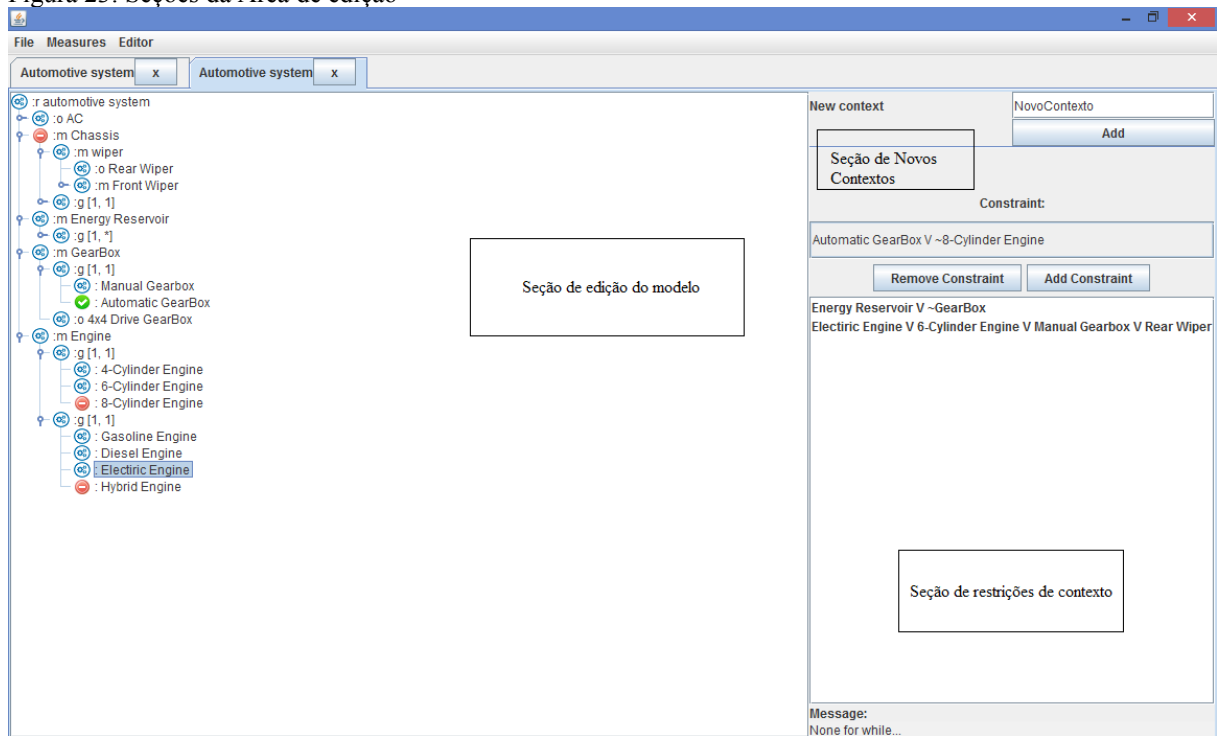 Figura 25: Seções da Área de edição
File Measures Editor
Automotive system x Automotive system x
:r automotive system
:o AC
:m Chassis
:m wiper
:o Rear Wiper
:m Front Wiper
:g [1, 1]
:m Energy Reservoir
:g [1, *]
:m GearBox
:g [1, 1]
: Manual Gearbox
: Automatic GearBox
:o 4x4 Drive GearBox
:m Engine
:g [1, 1]
: 4-Cylinder Engine
: 6-Cylinder Engine
: 8-Cylinder Engine
:g [1, 1]
: Gasoline Engine
: Diesel Engine
: Electiric Engine
: Hybrid Engine
Seção de edição do modelo
New context NovoContexto
Add
Seção de Novos
Contextos
Constraint:
Automatic GearBox V ~8-Cylinder Engine
Remove Constraint Add Constraint
Energy Reservoir V ~GearBox
Electiric Engine V 6-Cylinder Engine V Manual Gearbox V Rear Wiper
Seção de restrições de contexto
Message:
None for while...